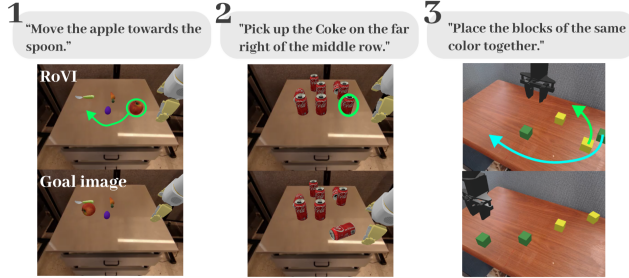 1
“Move the apple towards the
spoon.”
2
"Pick up the Coke on the far
right of the middle row."
3
"Place the blocks of the same
color together."
RoVI
Goal image